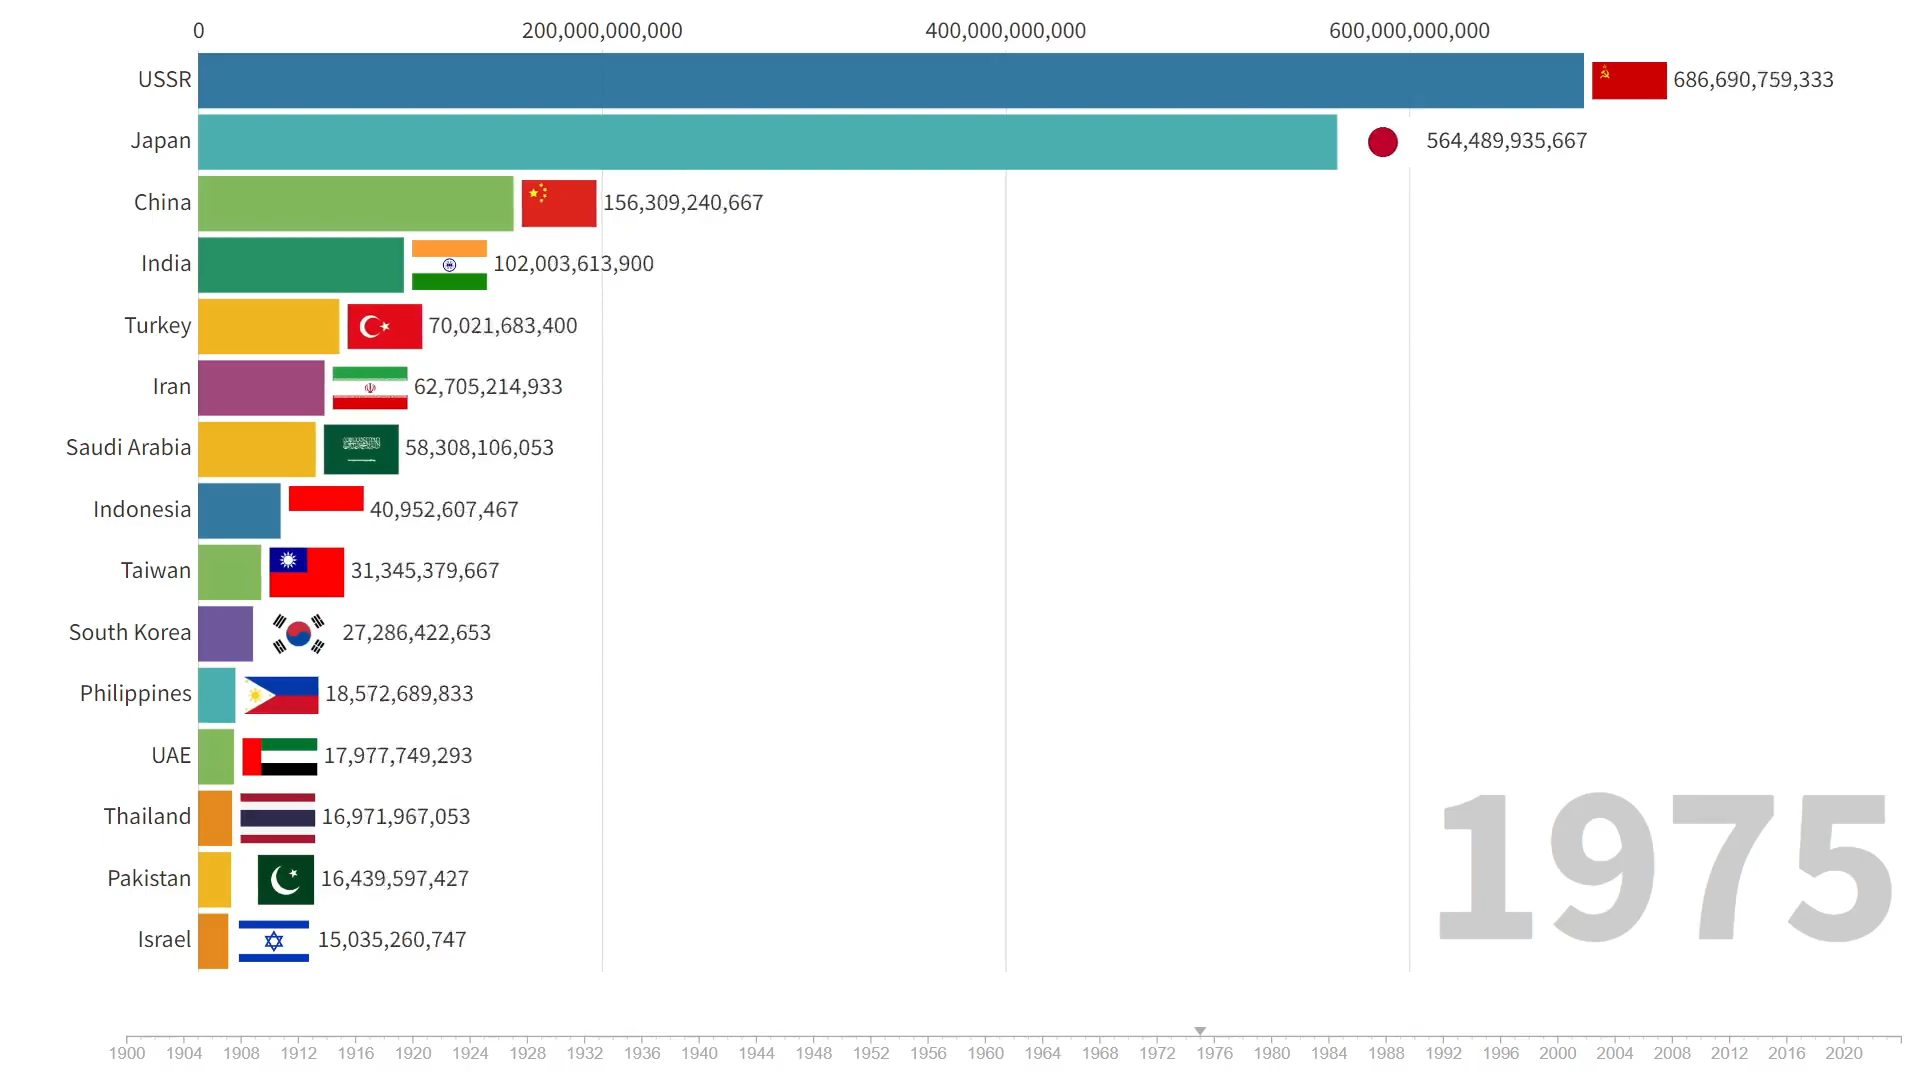 0 200,000,000,000 400,000,000,000 600,000,000,000
USSR 686,690,759,333
Japan 564,489,935,667
China 156,309,240,667
India 102,003,613,900
Turkey 70,021,683,400
Iran 62,705,214,933
Saudi Arabia 58,308,106,053
Indonesia 40,952,607,467
Taiwan 31,345,379,667
South Korea 27,286,422,653
Philippines 18,572,689,833
UAE 17,977,749,293
Thailand 16,971,967,053
Pakistan 16,439,597,427
Israel 15,035,260,747
1975
1900 1904 1908 1912 1916 1920 1924 1928 1932 1936 1940 1944 1948 1952 1956 1960 1964 1968 1972 1976 1980 1984 1988 1992 1996 2000 2004 2008 2012 2016 2020